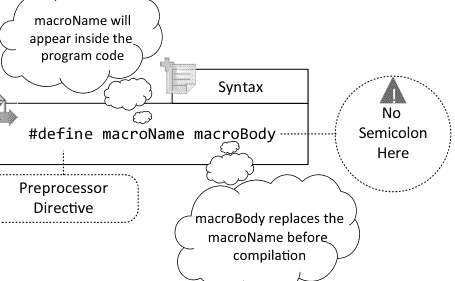 macroName will
appear inside the
program code
Syntax
#define macroName macroBody
No
Semicolon
Here
Preprocessor
Directive
macroBody replaces the
macroName before
compilation